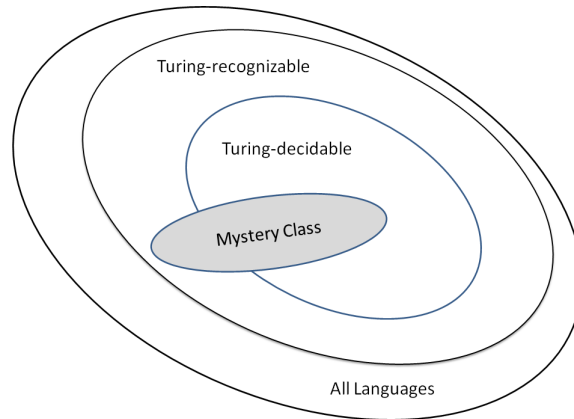 Turing-recognizable
Turing-decidable
Mystery Class
All Languages